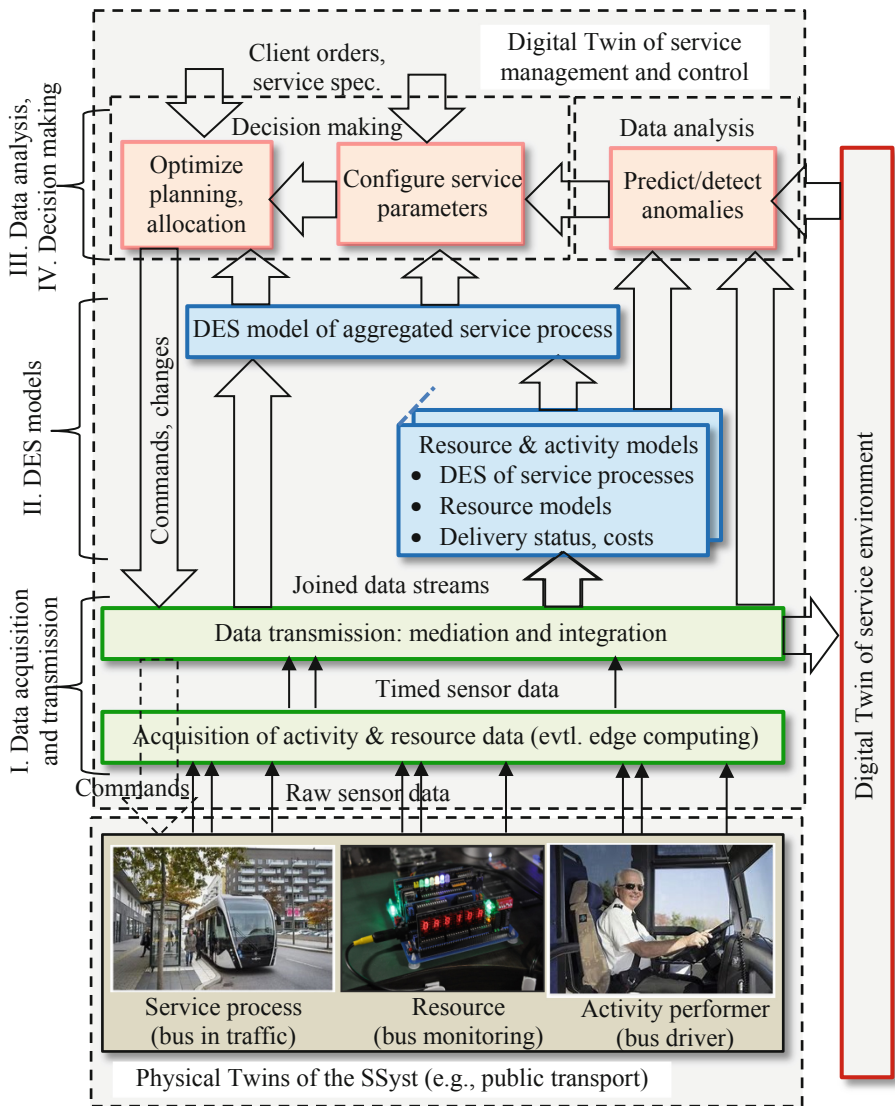 Client orders,
service spec.
Digital Twin of service
management and control
III. Data analysis,
IV. Decision making
Decision making
Data analysis
Optimize
planning,
allocation
Configure service
parameters
Predict/detect
anomalies
DES model of aggregated service process
II. DES models
Commands, changes
Resource & activity models
• DES of service processes
• Resource models
• Delivery status, costs
Digital Twin of service environment
Joined data streams
I. Data acquisition
and transmission
Data transmission: mediation and integration
Timed sensor data
Acquisition of activity & resource data (evtl. edge computing)
Commands
Raw sensor data
Service process
(bus in traffic)
Resource
(bus monitoring)
Activity performer
(bus driver)
Physical Twins of the SSyst (e.g., public transport)